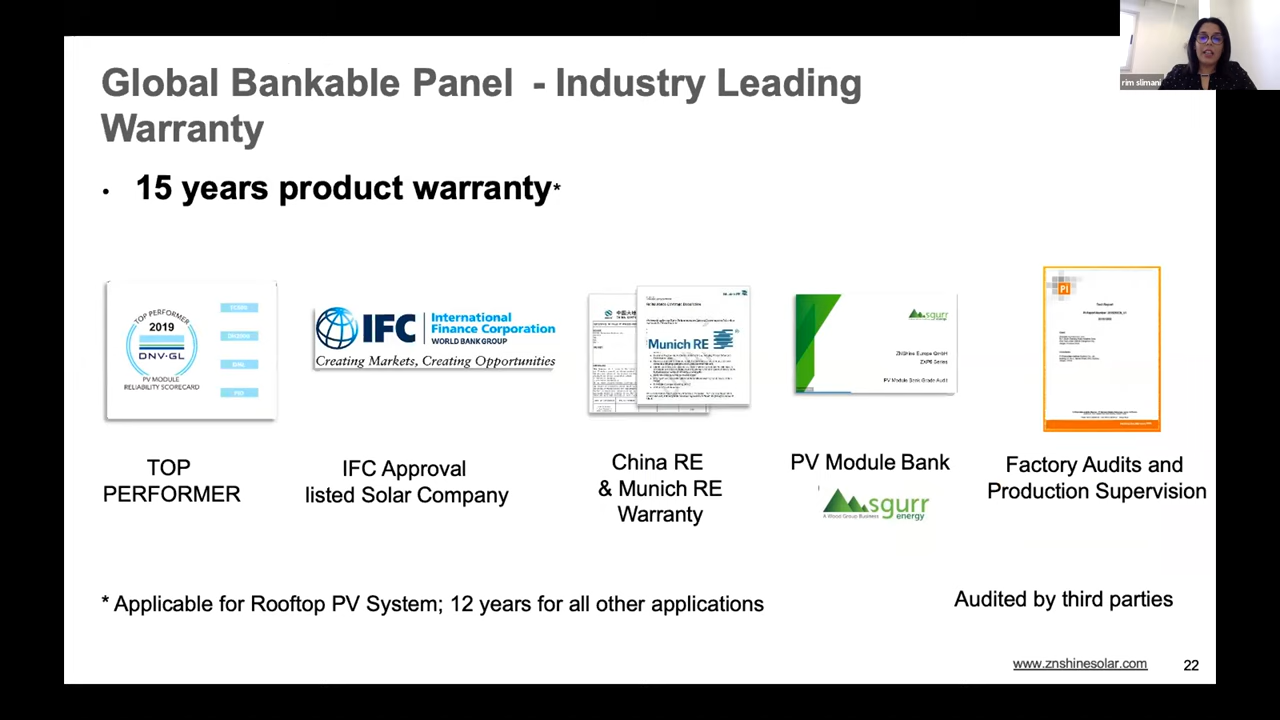 rim slimani
Global Bankable Panel - Industry Leading
Warranty
• 15 years product warranty*
TOP PERFORMER
2019
DNV·GL
PV MODULE
RELIABILITY SCORECARD
IFC
International
Finance Corporation
WORLD BANK GROUP
Creating Markets, Creating Opportunities
Munich RE
sgurr
energy
ZNShine Europe GmbH
ZXP6 Series
PV Module Bank Grade Audit
PI
Test Report
TOP
PERFORMER
IFC Approval
listed Solar Company
China RE
& Munich RE
Warranty
PV Module Bank
sgurr
energy
A Wood Group Business
Factory Audits and
Production Supervision
* Applicable for Rooftop PV System; 12 years for all other applications
Audited by third parties
www.znshinesolar.com
22